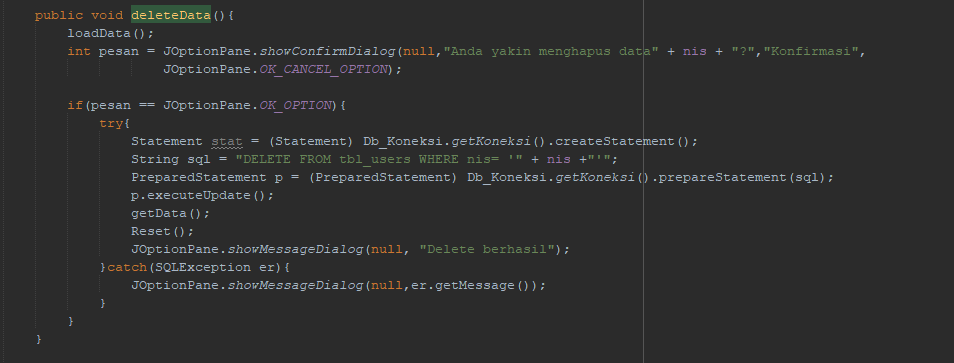 public void deleteData(){
loadData();
int pesan = JOptionPane.showConfirmDialog(null,"Anda yakin menghapus data" + nis + "?","Konfirmasi",
JOptionPane.OK_CANCEL_OPTION);
if(pesan == JOptionPane.OK_OPTION){
try{
Statement stat = (Statement) Db_Koneksi.getKoneksi().createStatement();
String sql = "DELETE FROM tbl_users WHERE nis= '" + nis +"'";
PreparedStatement p = (PreparedStatement) Db_Koneksi.getKoneksi().prepareStatement(sql);
p.executeUpdate();
getData();
Reset();
JOptionPane.showMessageDialog(null, "Delete berhasil");
}catch(SQLException er){
JOptionPane.showMessageDialog(null,er.getMessage());
}
}
}